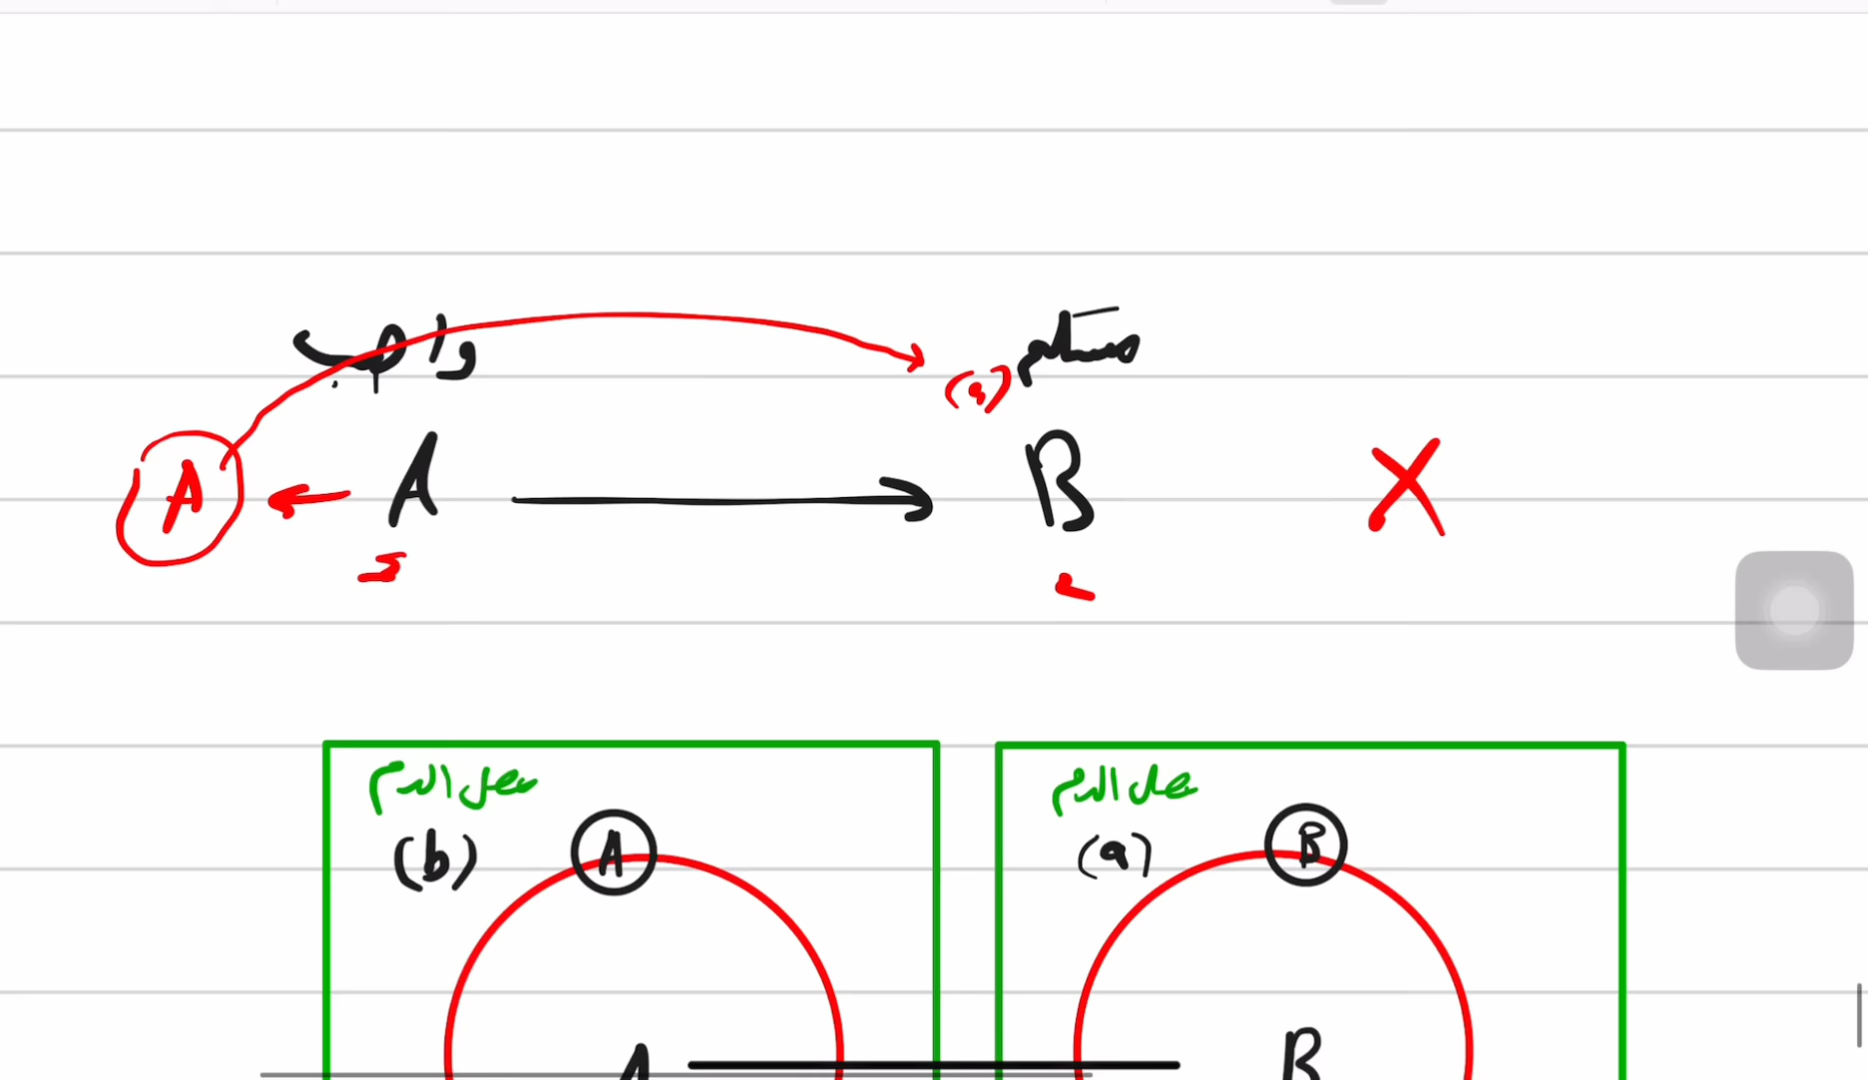 واهب
مستلم
(a)
A A B X
مصل الدم
مصل الدم
(b) A
(a) B
A
B